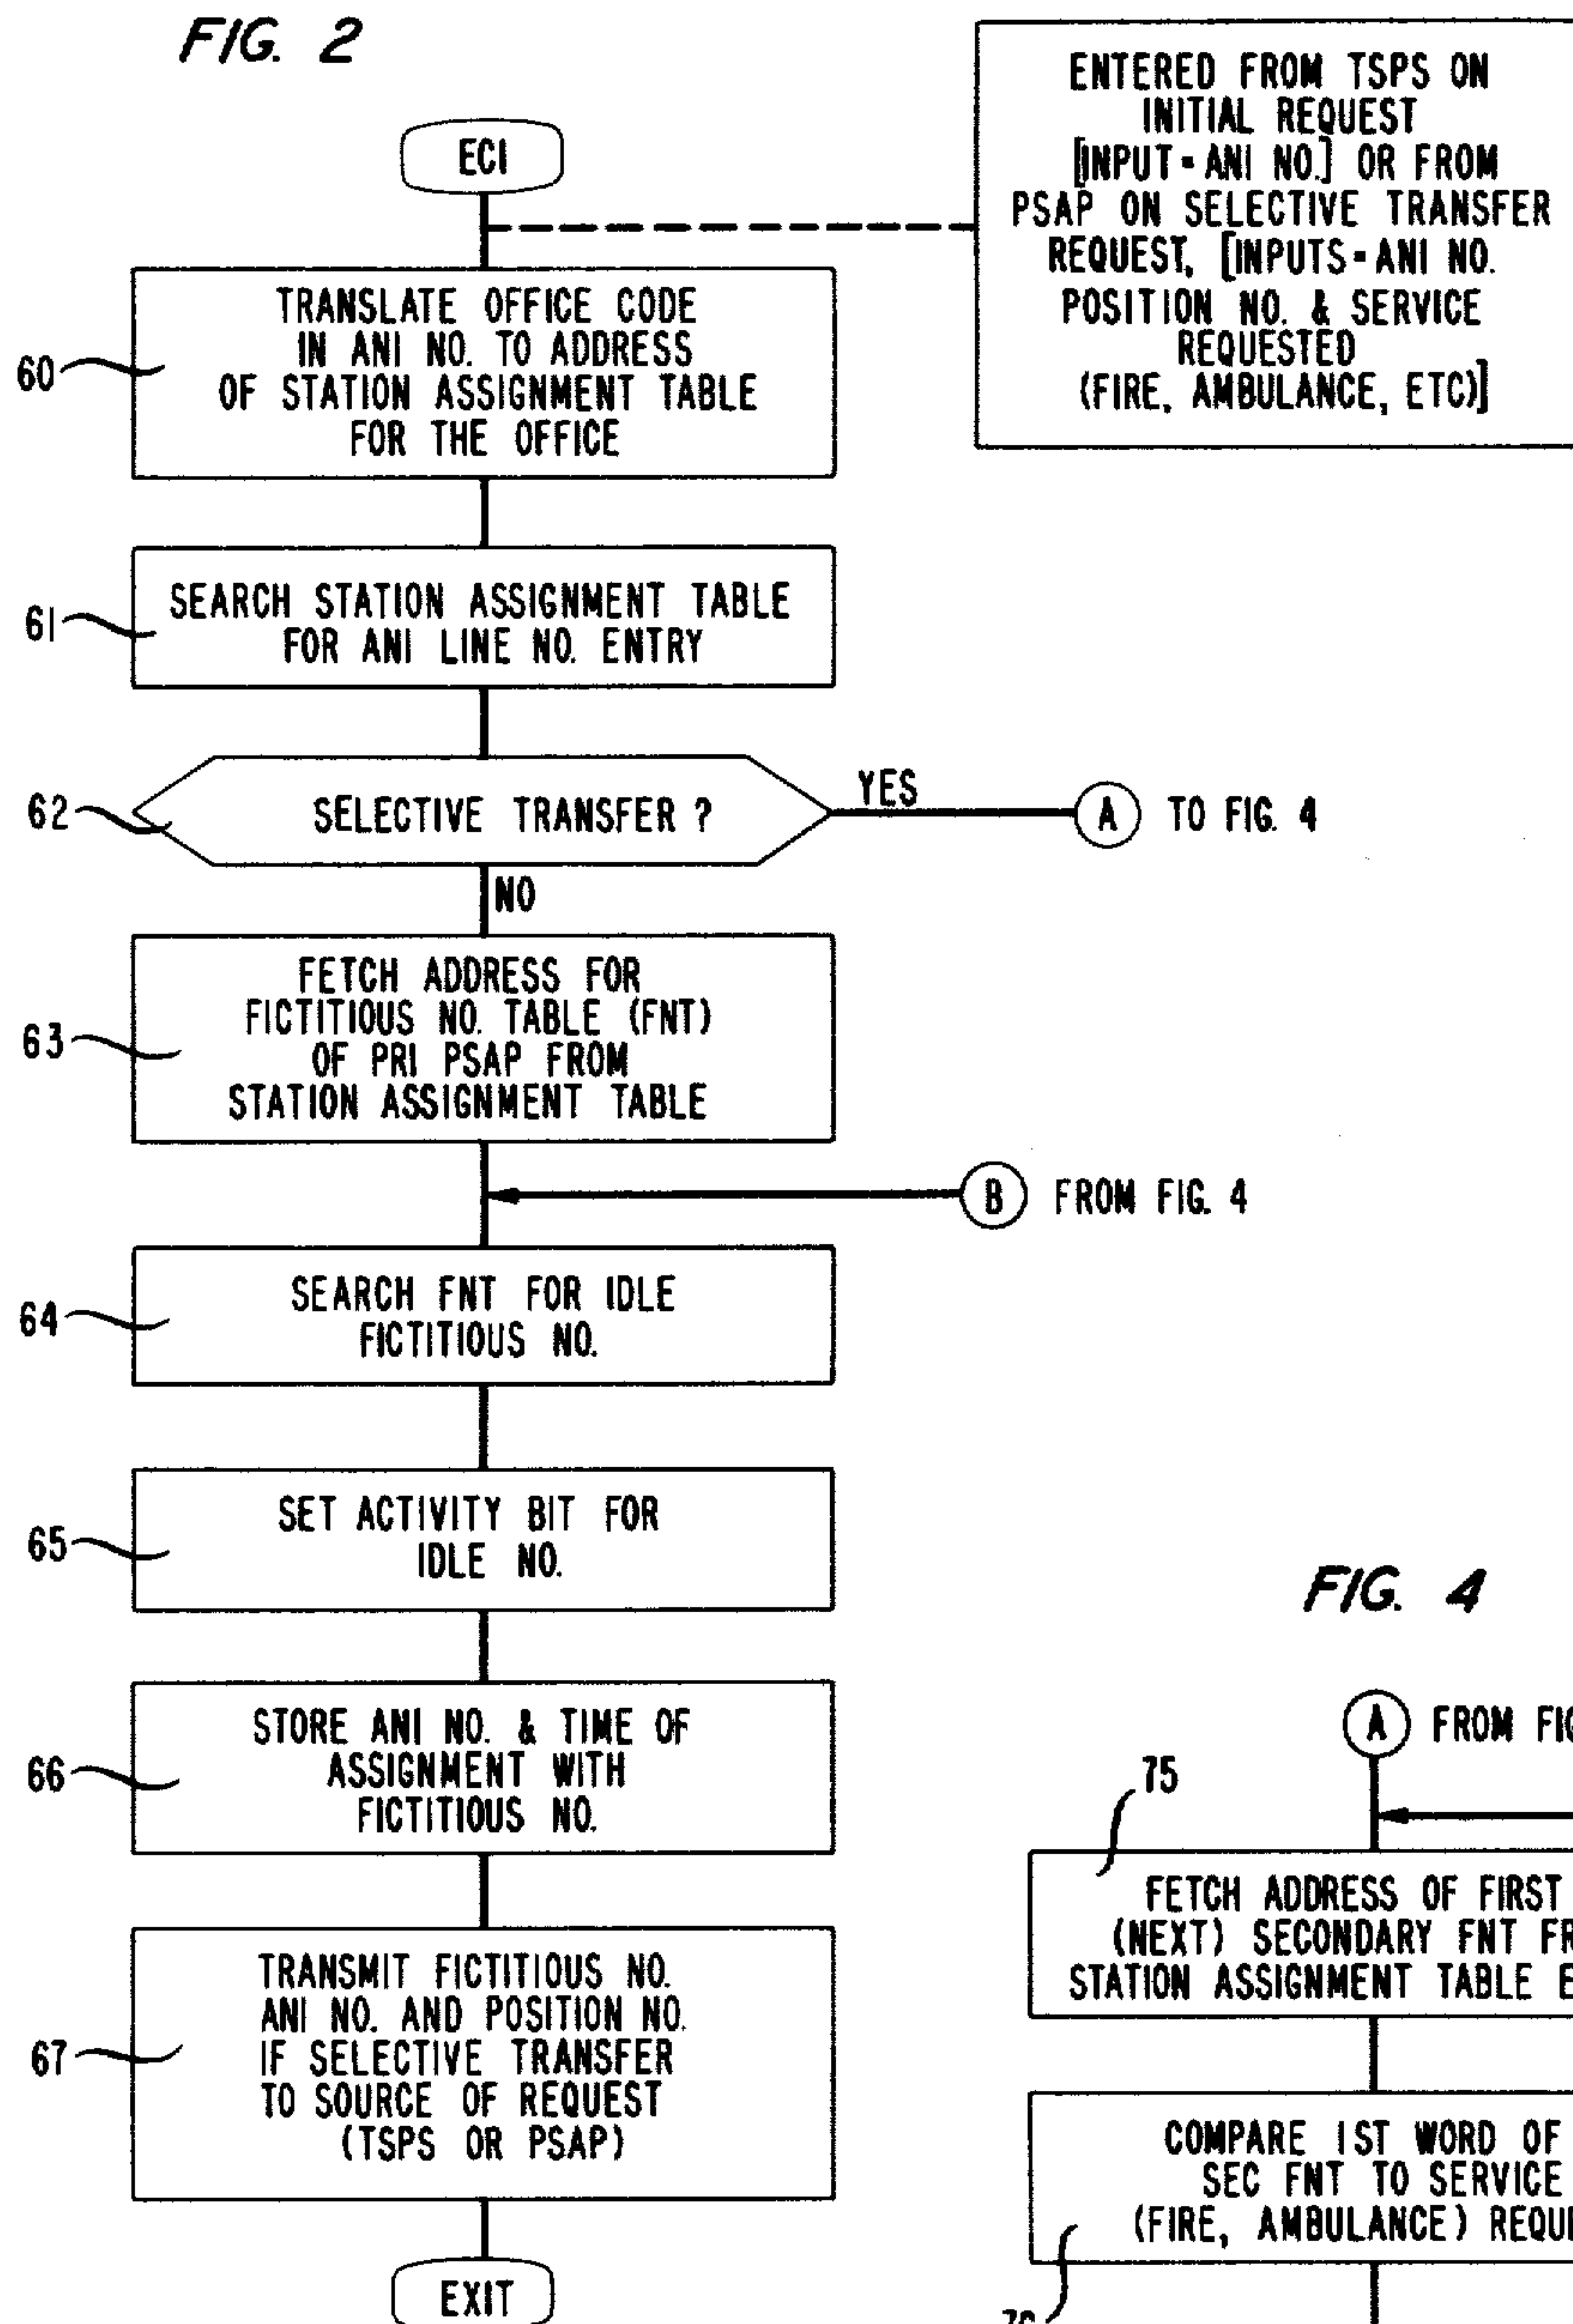 FIG. 2
ECI
ENTERED FROM TSPS ON
INITIAL REQUEST
[INPUT-ANI NO.] OR FROM
PSAP ON SELECTIVE TRANSFER
REQUEST, [INPUTS-ANI NO.
POSITION NO. & SERVICE
REQUESTED
(FIRE, AMBULANCE, ETC)]
60
TRANSLATE OFFICE CODE
IN ANI NO. TO ADDRESS
OF STATION ASSIGNMENT TABLE
FOR THE OFFICE
61
SEARCH STATION ASSIGNMENT TABLE
FOR ANI LINE NO. ENTRY
62
SELECTIVE TRANSFER ?
YES
A TO FIG. 4
NO
63
FETCH ADDRESS FOR
FICTITIOUS NO. TABLE (FNT)
OF PRI PSAP FROM
STATION ASSIGNMENT TABLE
B FROM FIG. 4
64
SEARCH FNT FOR IDLE
FICTITIOUS NO.
65
SET ACTIVITY BIT FOR
IDLE NO.
66
STORE ANI NO. & TIME OF
ASSIGNMENT WITH
FICTITIOUS NO.
67
TRANSMIT FICTITIOUS NO.
ANI NO. AND POSITION NO.
IF SELECTIVE TRANSFER
TO SOURCE OF REQUEST
(TSPS OR PSAP)
EXIT
FIG. 4
A FROM
75
FETCH ADDRESS OF FIRST
(NEXT) SECONDARY FNT
STATION ASSIGNMENT TABLE
COMPARE 1ST WORD OF
SEC FNT TO SERVICE
(FIRE, AMBULANCE)